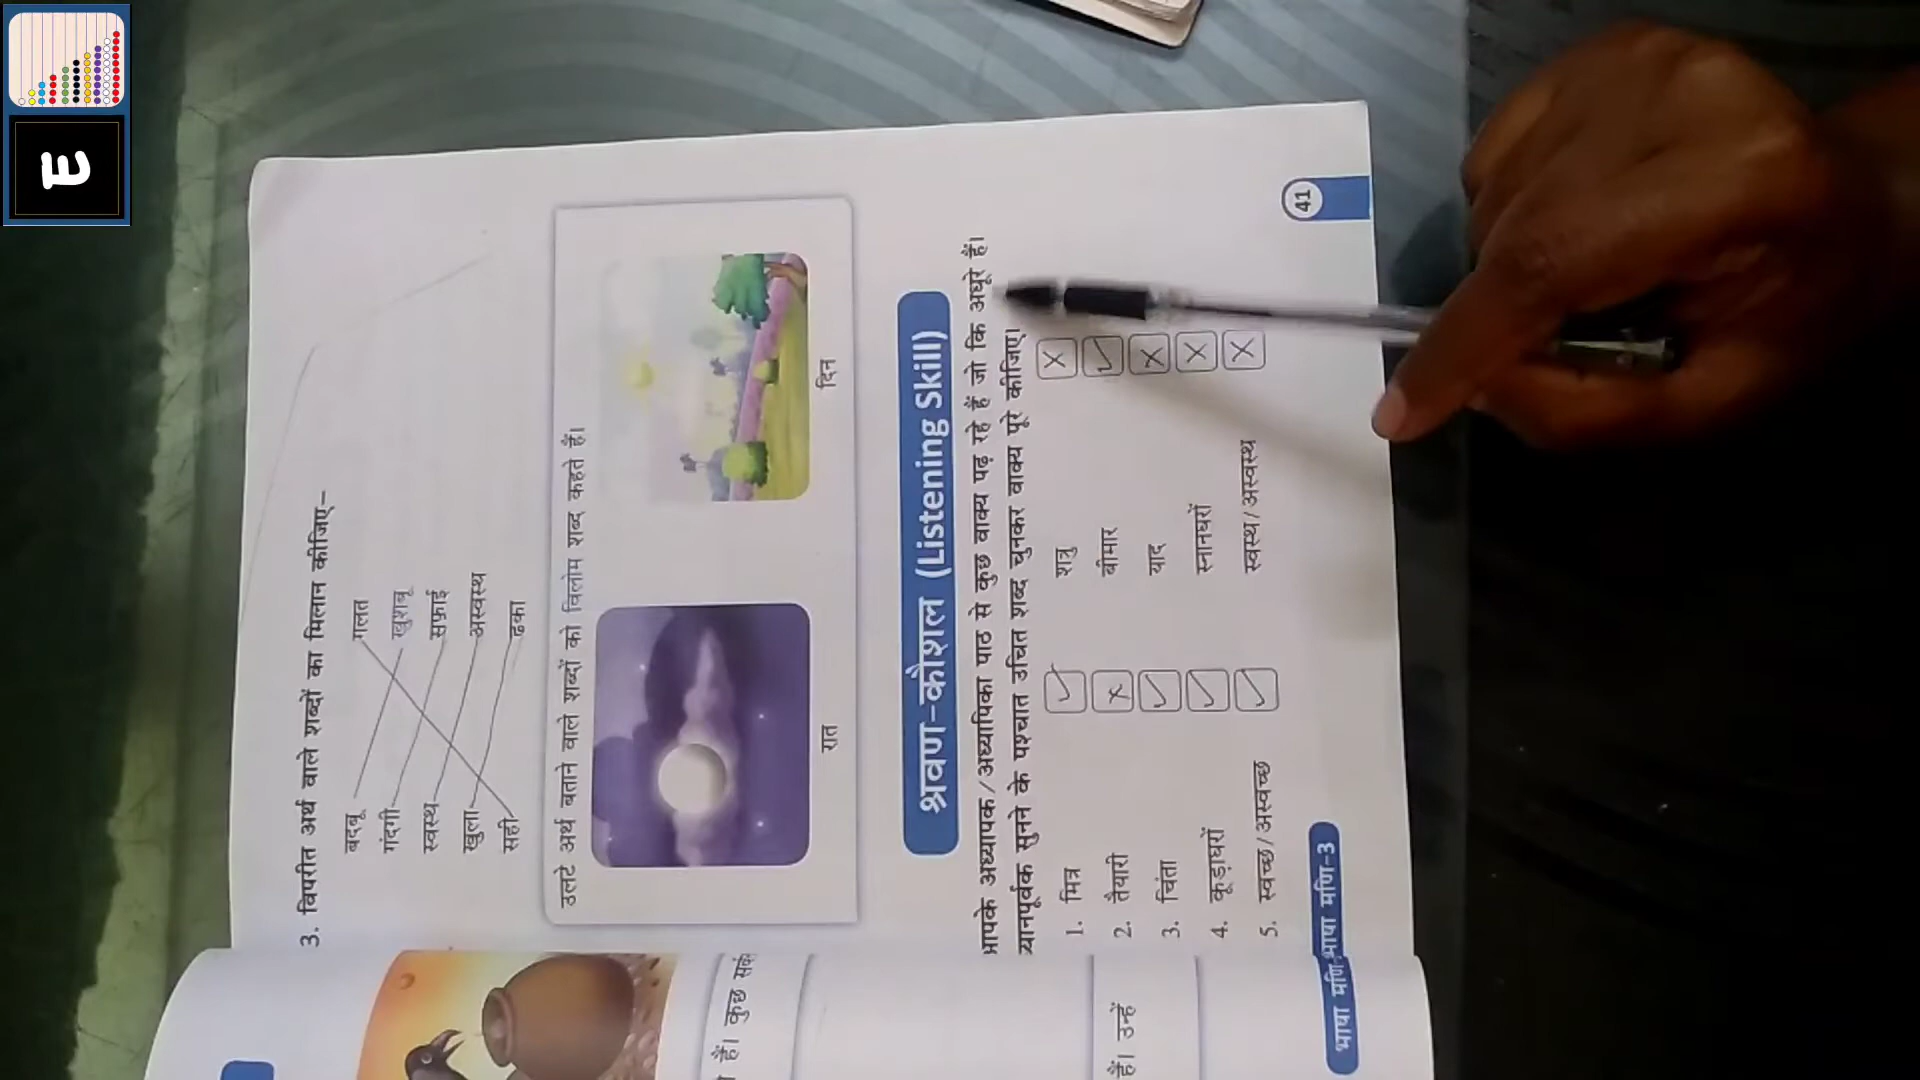 3. विपरीत अर्थ वाले शब्दों का मिलान कीजिए–
बदबू गलत
गंदगी खुशबू
स्वस्थ सफ़ाई
खुला अस्वस्थ
सही ढका
उलटे अर्थ बताने वाले शब्दों को विलोम शब्द कहते हैं।
रात दिन
श्रवण-कौशल (Listening Skill)
आपके अध्यापक/अध्यापिका पाठ से कुछ वाक्य पढ़ रहे हैं जो कि अधूरे हैं।
ध्यानपूर्वक सुनने के पश्चात उचित शब्द चुनकर वाक्य पूरे कीजिए।
1. मित्र ✓ शत्रु ×
2. तैयारी × बीमार ✓
3. चिंता ✓ याद ×
4. कूड़ाघरों ✓ स्नानघरों ×
5. स्वच्छ/अस्वच्छ ✓ स्वस्थ/अस्वस्थ ×
भाषा मणि-3
41
हैं। कुछ
हैं। उन्हें
भाषा मणि